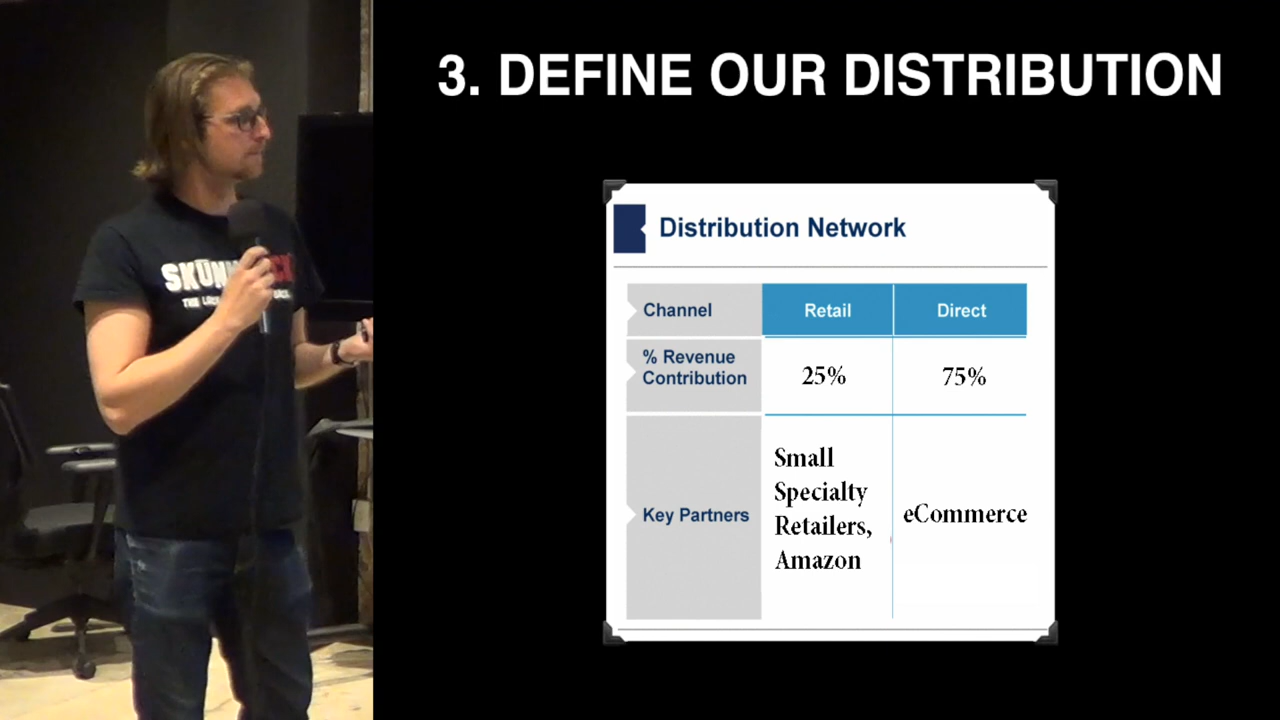 3. DEFINE OUR DISTRIBUTION
Distribution Network
Channel
Retail
Direct
% Revenue
Contribution
25%
75%
Key Partners
Small
Specialty
Retailers,
Amazon
eCommerce